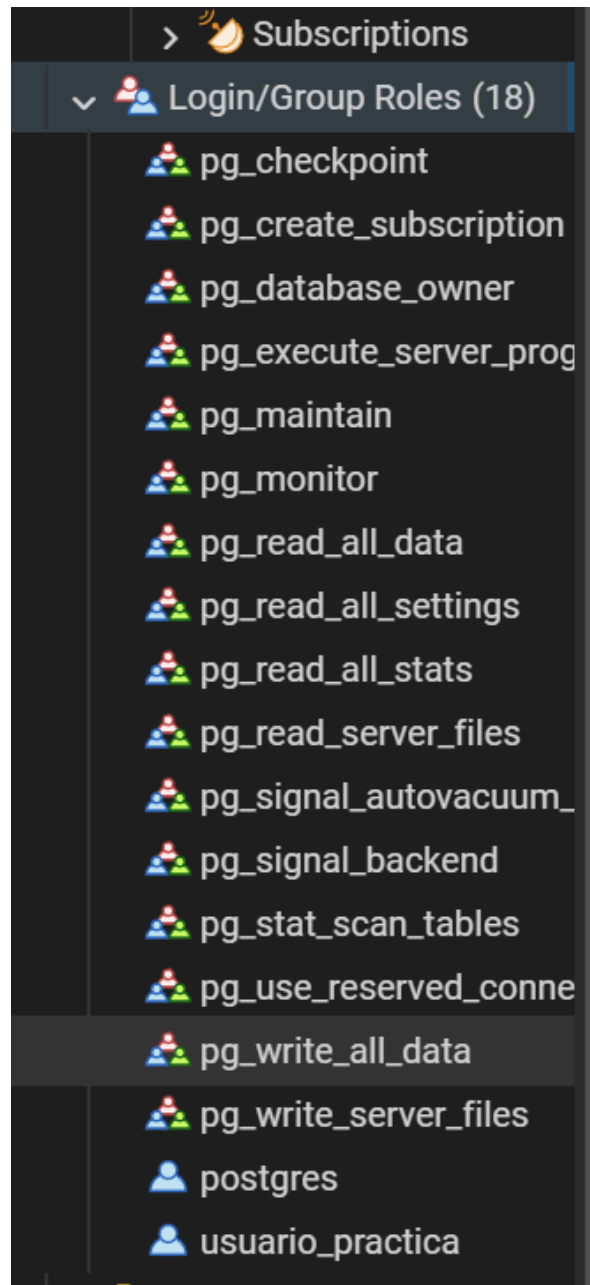 Subscriptions
Login/Group Roles (18)
pg_checkpoint
pg_create_subscription
pg_database_owner
pg_execute_server_prog
pg_maintain
pg_monitor
pg_read_all_data
pg_read_all_settings
pg_read_all_stats
pg_read_server_files
pg_signal_autovacuum_
pg_signal_backend
pg_stat_scan_tables
pg_use_reserved_conne
pg_write_all_data
pg_write_server_files
postgres
usuario_practica